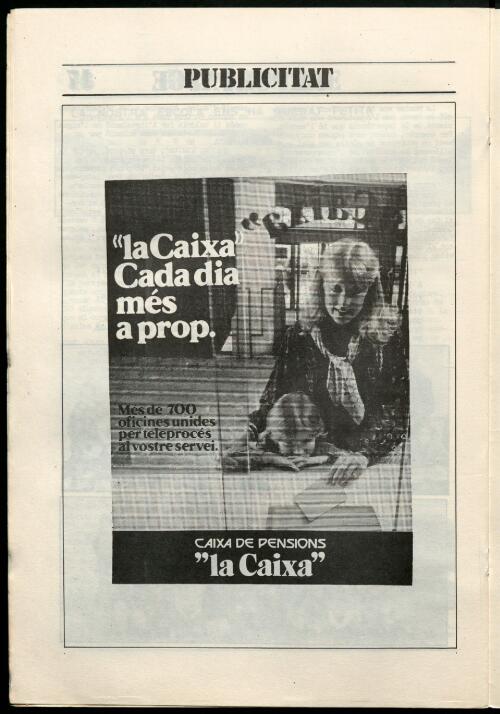 PUBLICITAT
“la Caixa”
Cada dia
més
a prop.
Més de 700
oficines unides
per teleprocés
al vostre servei.
CAIXA DE PENSIONS
”la Caixa”